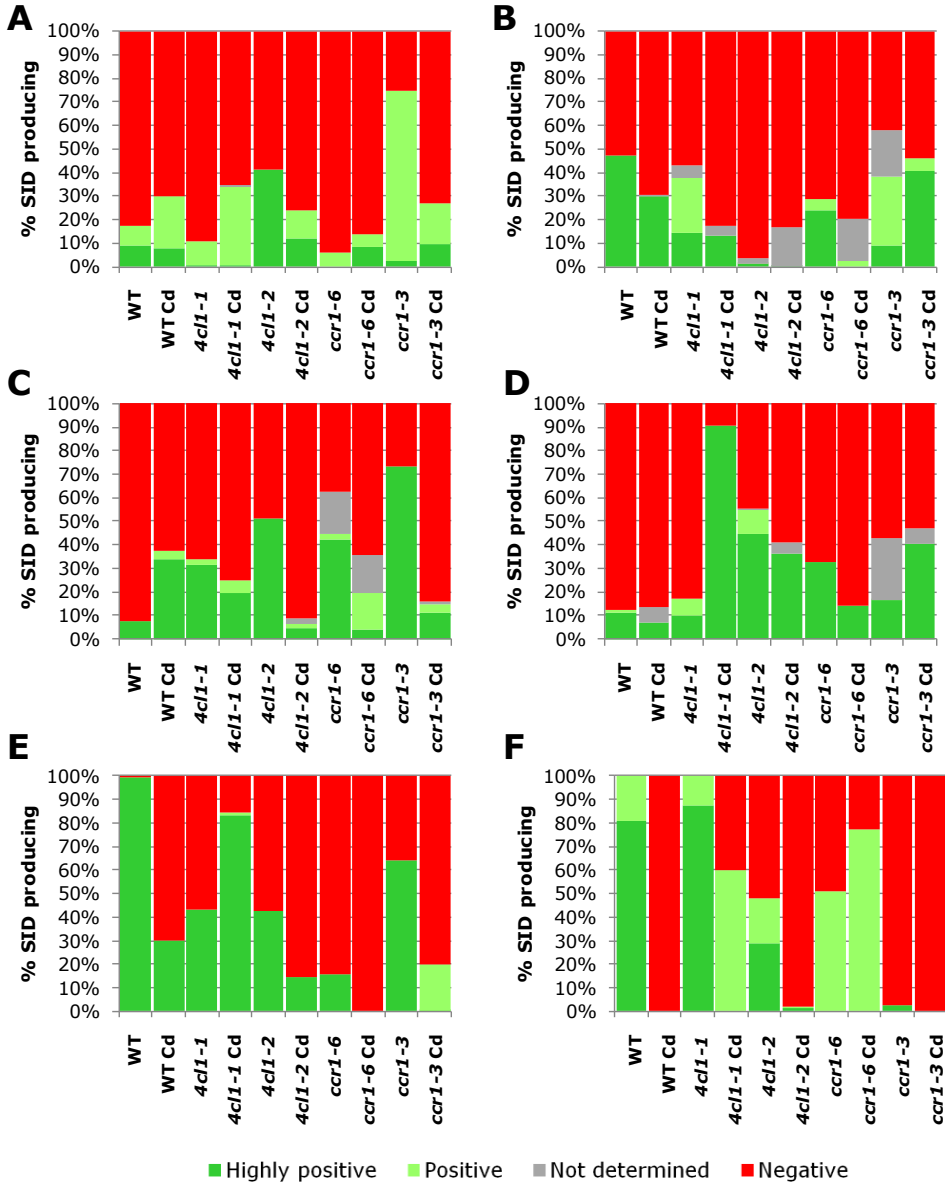 A
% SID producing
100%
90%
80%
70%
60%
50%
40%
30%
20%
10%
0%
WT
WT Cd
4cl1-1
4cl1-1 Cd
4cl1-2
4cl1-2 Cd
ccr1-6
ccr1-6 Cd
ccr1-3
ccr1-3 Cd
B
% SID producing
100%
90%
80%
70%
60%
50%
40%
30%
20%
10%
0%
WT
WT Cd
4cl1-1
4cl1-1 Cd
4cl1-2
4cl1-2 Cd
ccr1-6
ccr1-6 Cd
ccr1-3
ccr1-3 Cd
C
% SID producing
100%
90%
80%
70%
60%
50%
40%
30%
20%
10%
0%
WT
WT Cd
4cl1-1
4cl1-1 Cd
4cl1-2
4cl1-2 Cd
ccr1-6
ccr1-6 Cd
ccr1-3
ccr1-3 Cd
D
% SID producing
100%
90%
80%
70%
60%
50%
40%
30%
20%
10%
0%
WT
WT Cd
4cl1-1
4cl1-1 Cd
4cl1-2
4cl1-2 Cd
ccr1-6
ccr1-6 Cd
ccr1-3
ccr1-3 Cd
E
% SID producing
100%
90%
80%
70%
60%
50%
40%
30%
20%
10%
0%
WT
WT Cd
4cl1-1
4cl1-1 Cd
4cl1-2
4cl1-2 Cd
ccr1-6
ccr1-6 Cd
ccr1-3
ccr1-3 Cd
F
% SID producing
100%
90%
80%
70%
60%
50%
40%
30%
20%
10%
0%
WT
WT Cd
4cl1-1
4cl1-1 Cd
4cl1-2
4cl1-2 Cd
ccr1-6
ccr1-6 Cd
ccr1-3
ccr1-3 Cd
Highly positive Positive Not determined Negative